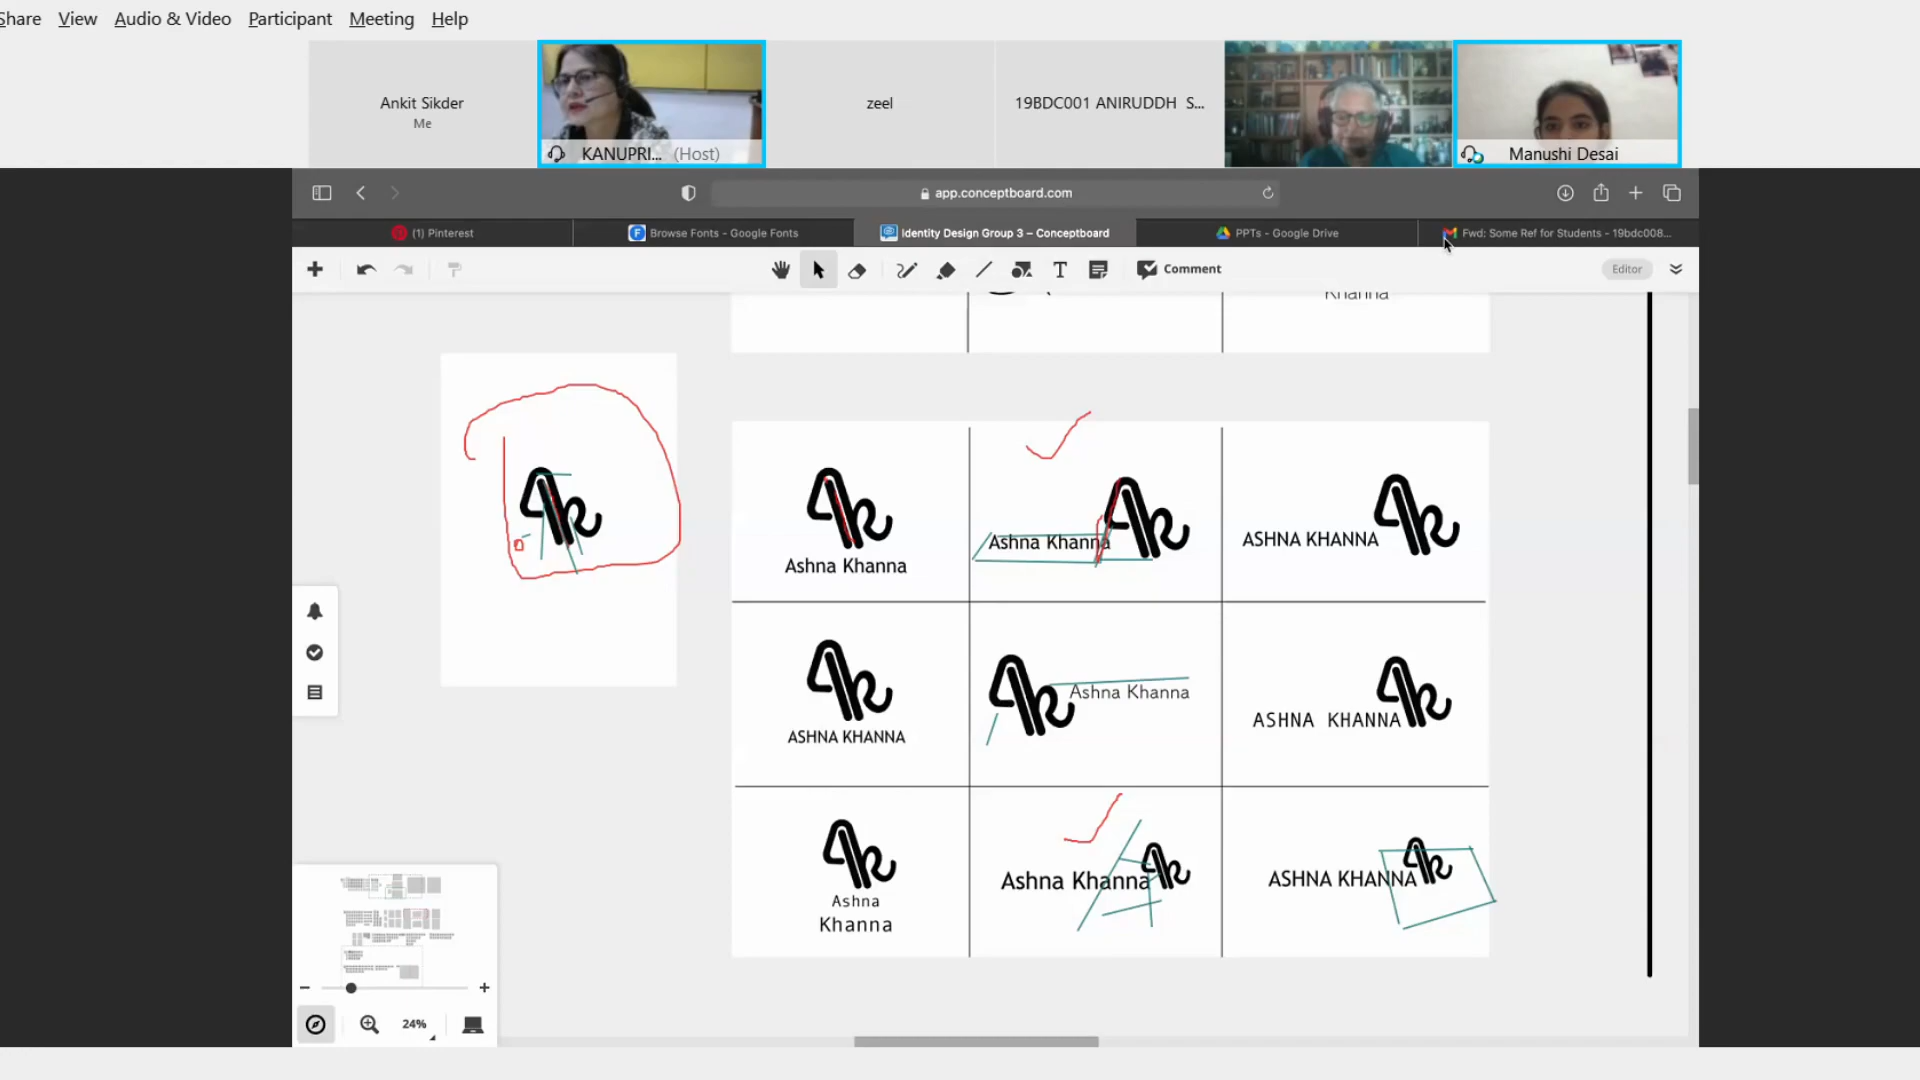 Share View Audio & Video Participant Meeting Help
Ankit Sikder
Me
KANUPRI... (Host)
zeel
19BDC001 ANIRUDDH S...
Manushi Desai
app.conceptboard.com
(1) Pinterest
Browse Fonts - Google Fonts
Identity Design Group 3 – Conceptboard
PPTs - Google Drive
Fwd: Some Ref for Students - 19bdc008...
Comment
Editor
Khanna
Ashna Khanna
Ashna Khanna
ASHNA KHANNA
ASHNA KHANNA
Ashna Khanna
ASHNA KHANNA
Ashna
Khanna
Ashna Khanna
ASHNA KHANNA
24%